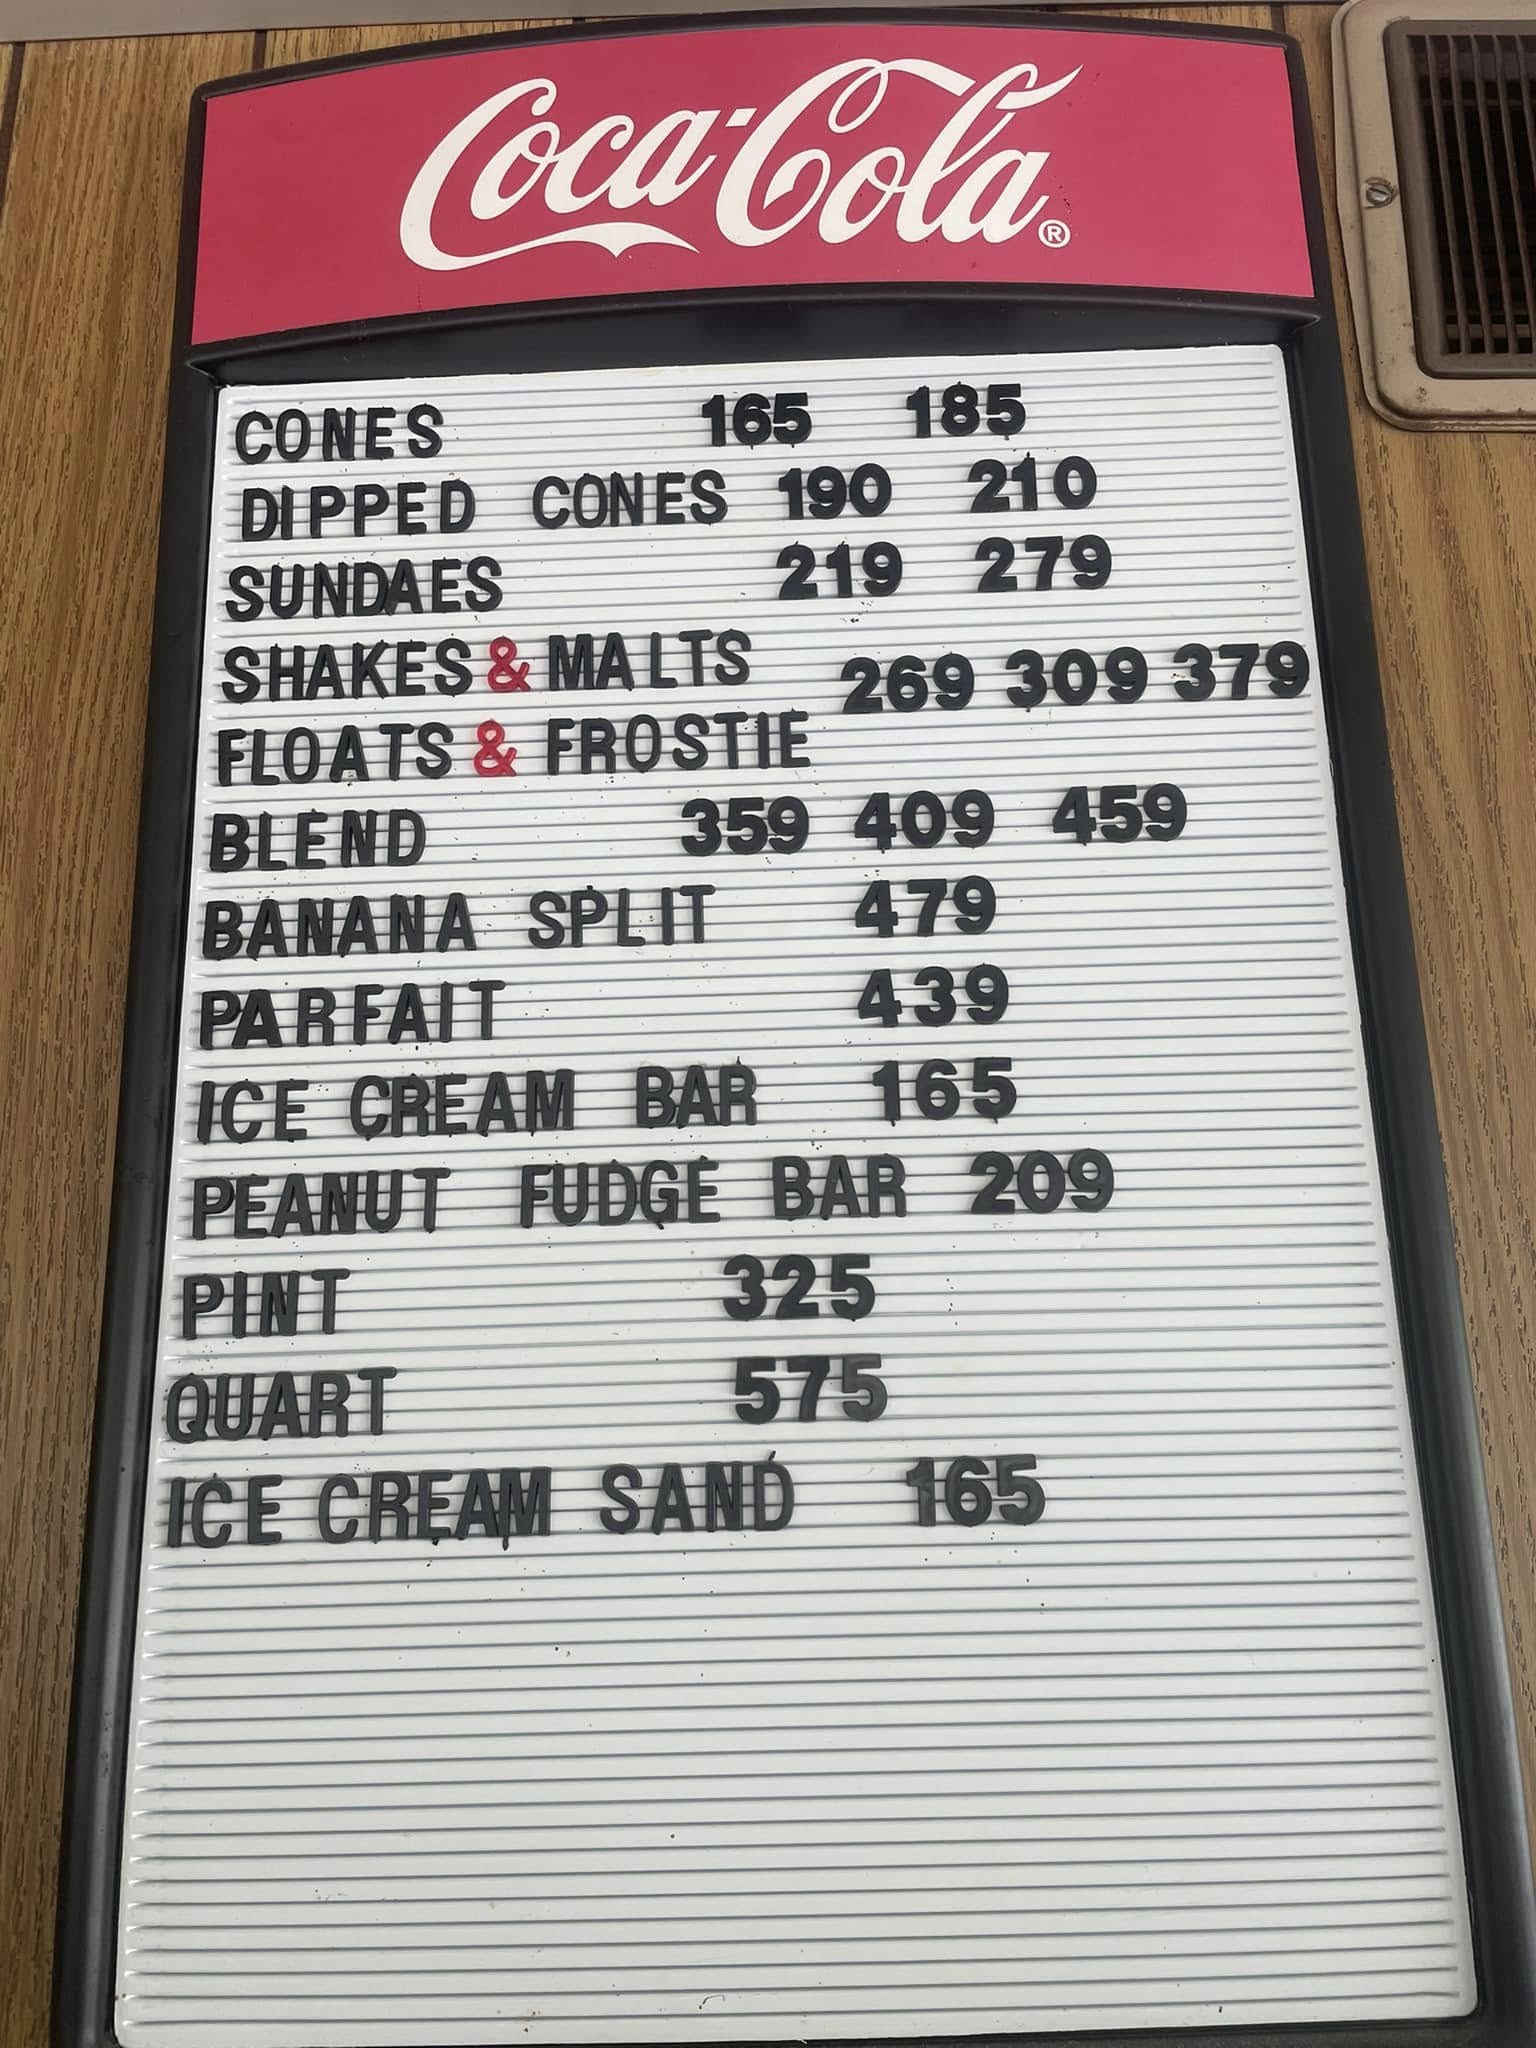 Coca-Cola®
CONES 165 185
DIPPED CONES 190 210
SUNDAES 219 279
SHAKES & MALTS 269 309 379
FLOATS & FROSTIE
BLEND 359 409 459
BANANA SPLIT 479
PARFAIT 439
ICE CREAM BAR 165
PEANUT FUDGE BAR 209
PINT 325
QUART 575
ICE CREAM SAND 165